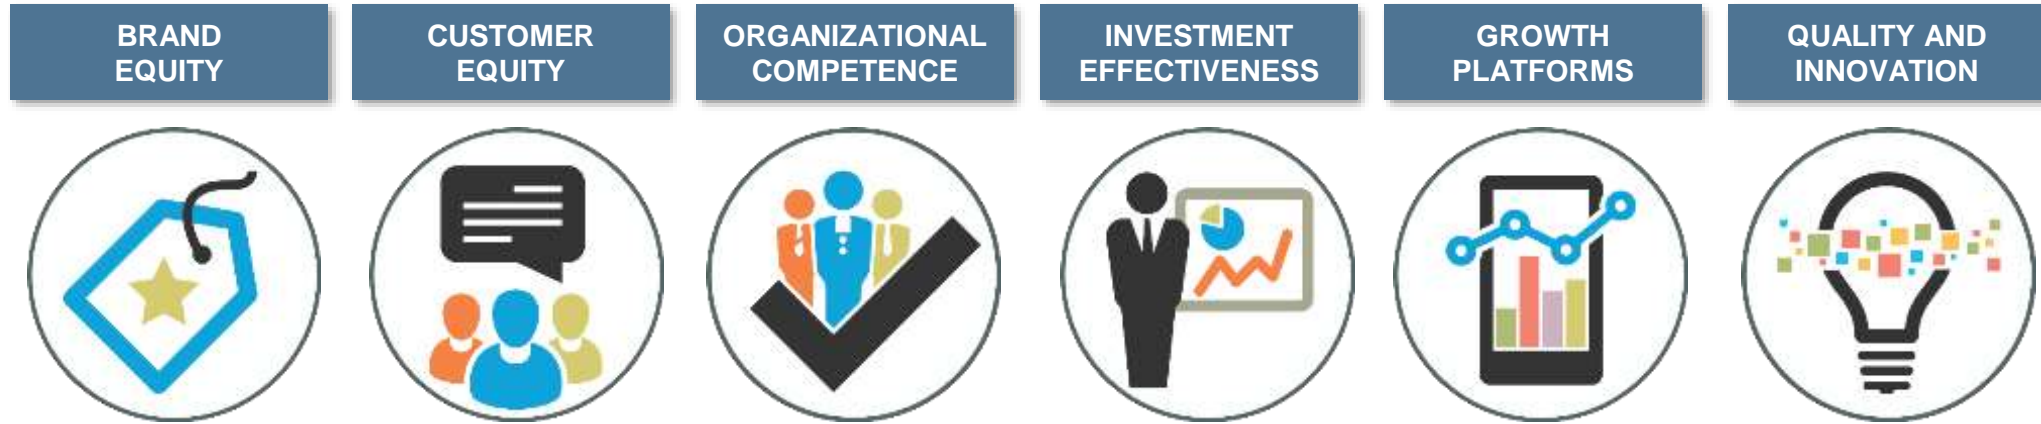 BRAND
EQUITY
CUSTOMER
EQUITY
ORGANIZATIONAL
COMPETENCE
INVESTMENT
EFFECTIVENESS
GROWTH
PLATFORMS
QUALITY AND
INNOVATION